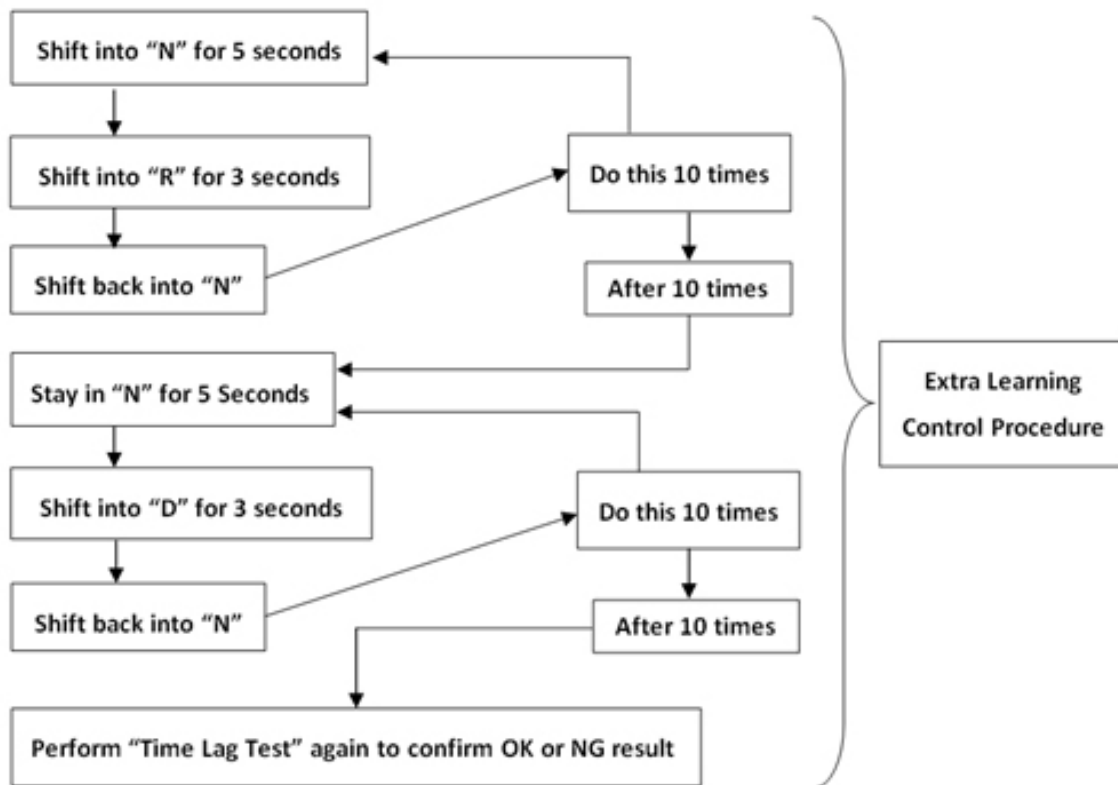 Shift into “N” for 5 seconds
Shift into “R” for 3 seconds
Do this 10 times
Shift back into “N”
After 10 times
Stay in “N” for 5 Seconds
Extra Learning
Control Procedure
Shift into “D” for 3 seconds
Do this 10 times
Shift back into “N”
After 10 times
Perform “Time Lag Test” again to confirm OK or NG result